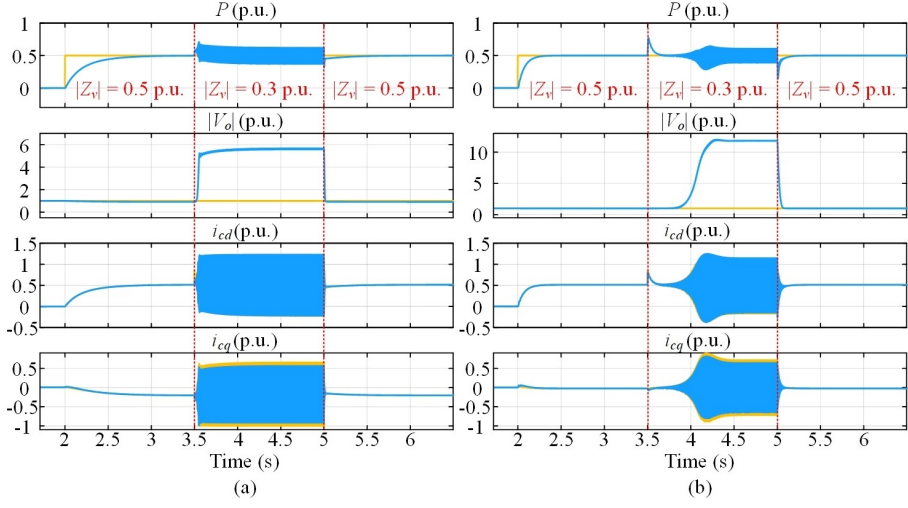 P (p.u.)
1
0.5
0
|Zv| = 0.5 p.u.
|Zv| = 0.3 p.u.
|Zv| = 0.5 p.u.
|Vo| (p.u.)
6
4
2
0
icd (p.u.)
1.5
1
0.5
0
-0.5
icq (p.u.)
0.5
0
-0.5
-1
2 2.5 3 3.5 4 4.5 5 5.5 6
Time (s)
(a)
P (p.u.)
1
0.5
0
|Zv| = 0.5 p.u.
|Zv| = 0.3 p.u.
|Zv| = 0.5 p.u.
|Vo| (p.u.)
10
5
0
icd (p.u.)
1.5
1
0.5
0
-0.5
icq (p.u.)
0.5
0
-0.5
-1
2 2.5 3 3.5 4 4.5 5 5.5 6
Time (s)
(b)